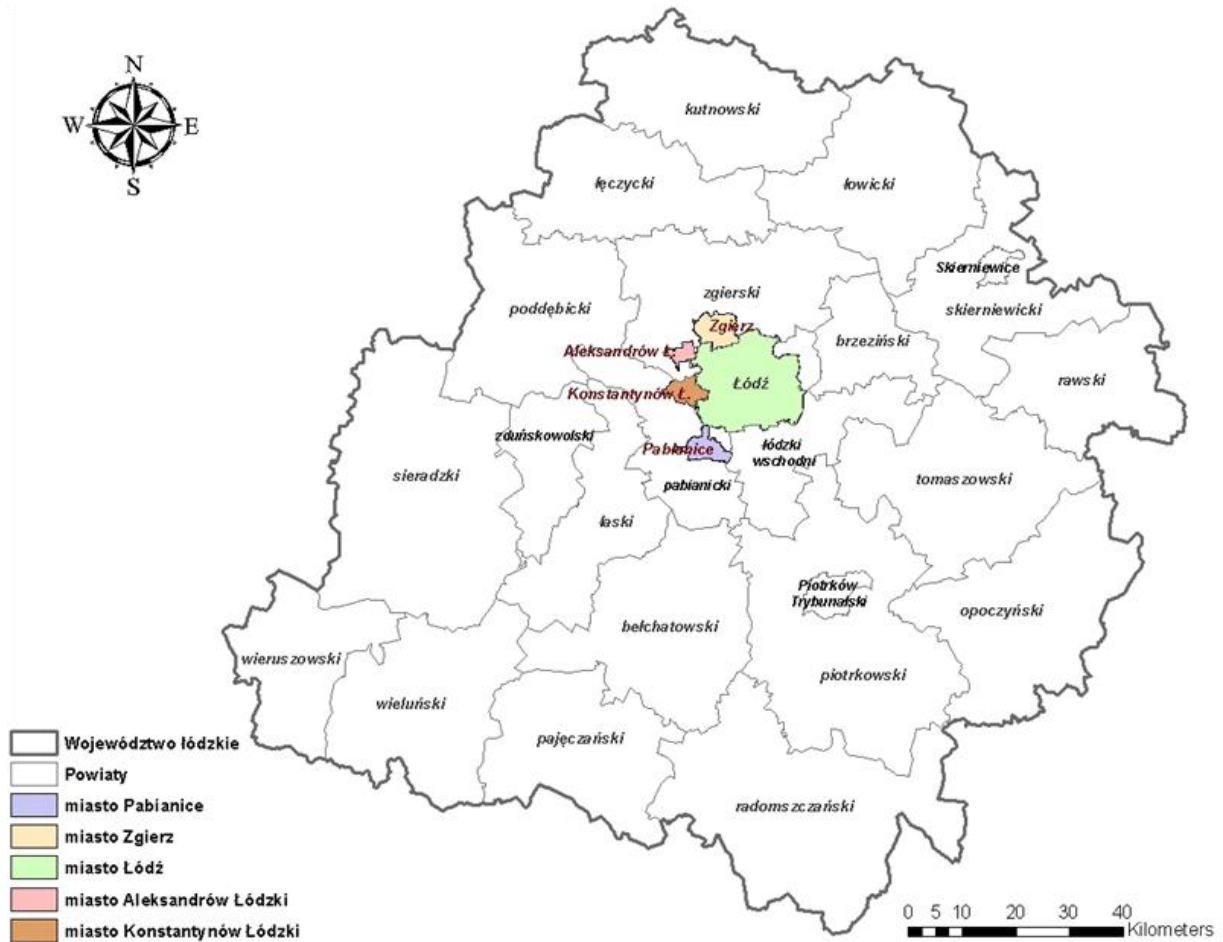 N
W E
S
kutnowski
łęczycki
łowicki
Skierniewice
skierniewicki
zgierski
poddębicki
Zgierz
brzeziński
Aleksandrów Ł.
rawski
Łódź
Konstantynów Ł.
zduńskowolski
łódzki
wschodni
Pabianice
sieradzki
pabianicki
tomaszowski
łaski
Piotrków
Trybunalski
opoczyński
bełchatowski
wieruszowski
piotrkowski
wieluński
pajęczański
radomszczański
Województwo łódzkie
Powiaty
miasto Pabianice
miasto Zgierz
miasto Łódź
miasto Aleksandrów Łódzki
miasto Konstantynów Łódzki
0 5 10 20 30 40
Kilometers